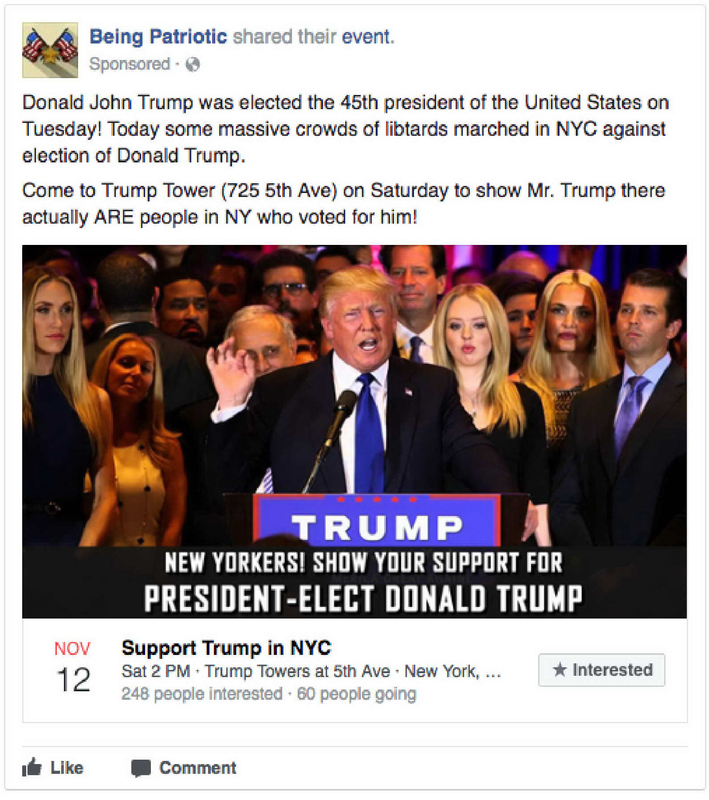 Being Patriotic shared their event.
Sponsored ·
Donald John Trump was elected the 45th president of the United States on
Tuesday! Today some massive crowds of libtards marched in NYC against
election of Donald Trump.
Come to Trump Tower (725 5th Ave) on Saturday to show Mr. Trump there
actually ARE people in NY who voted for him!
TRUMP
NEW YORKERS! SHOW YOUR SUPPORT FOR
PRESIDENT-ELECT DONALD TRUMP
NOV
12
Support Trump in NYC
Sat 2 PM · Trump Towers at 5th Ave · New York, ...
248 people interested · 60 people going
★ Interested
Like
Comment